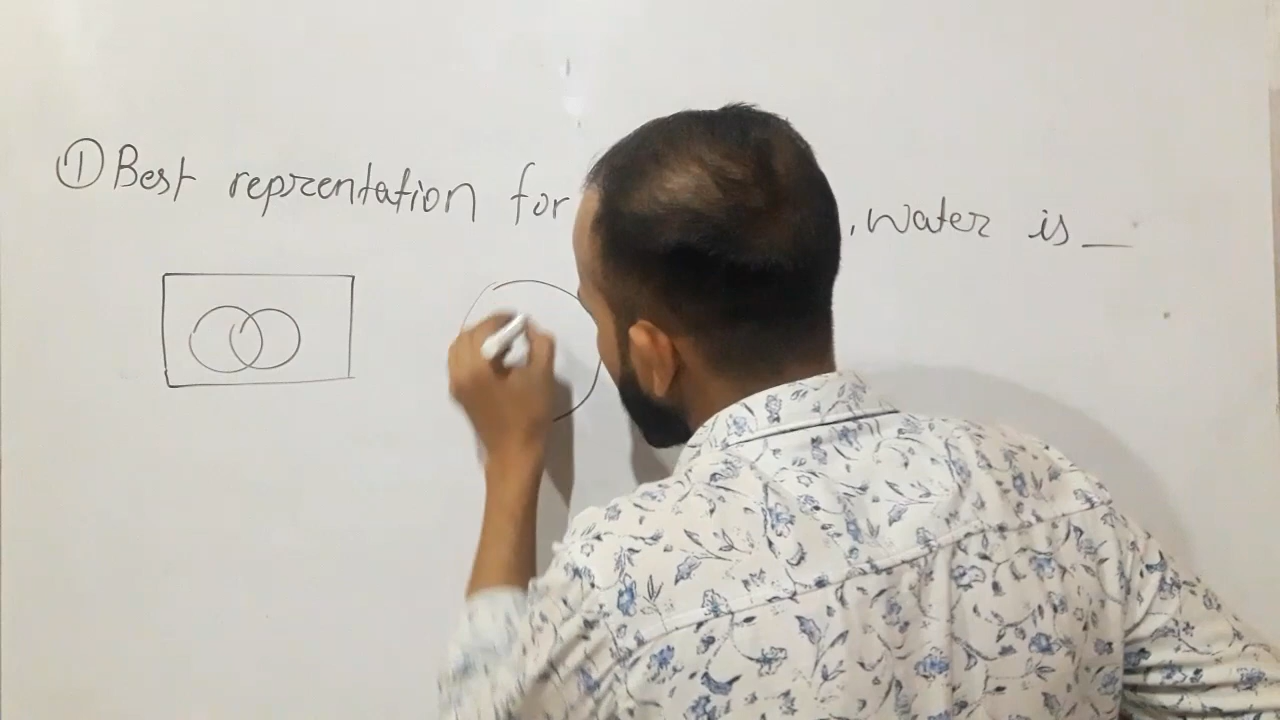 ① Best reprentation for , water is __